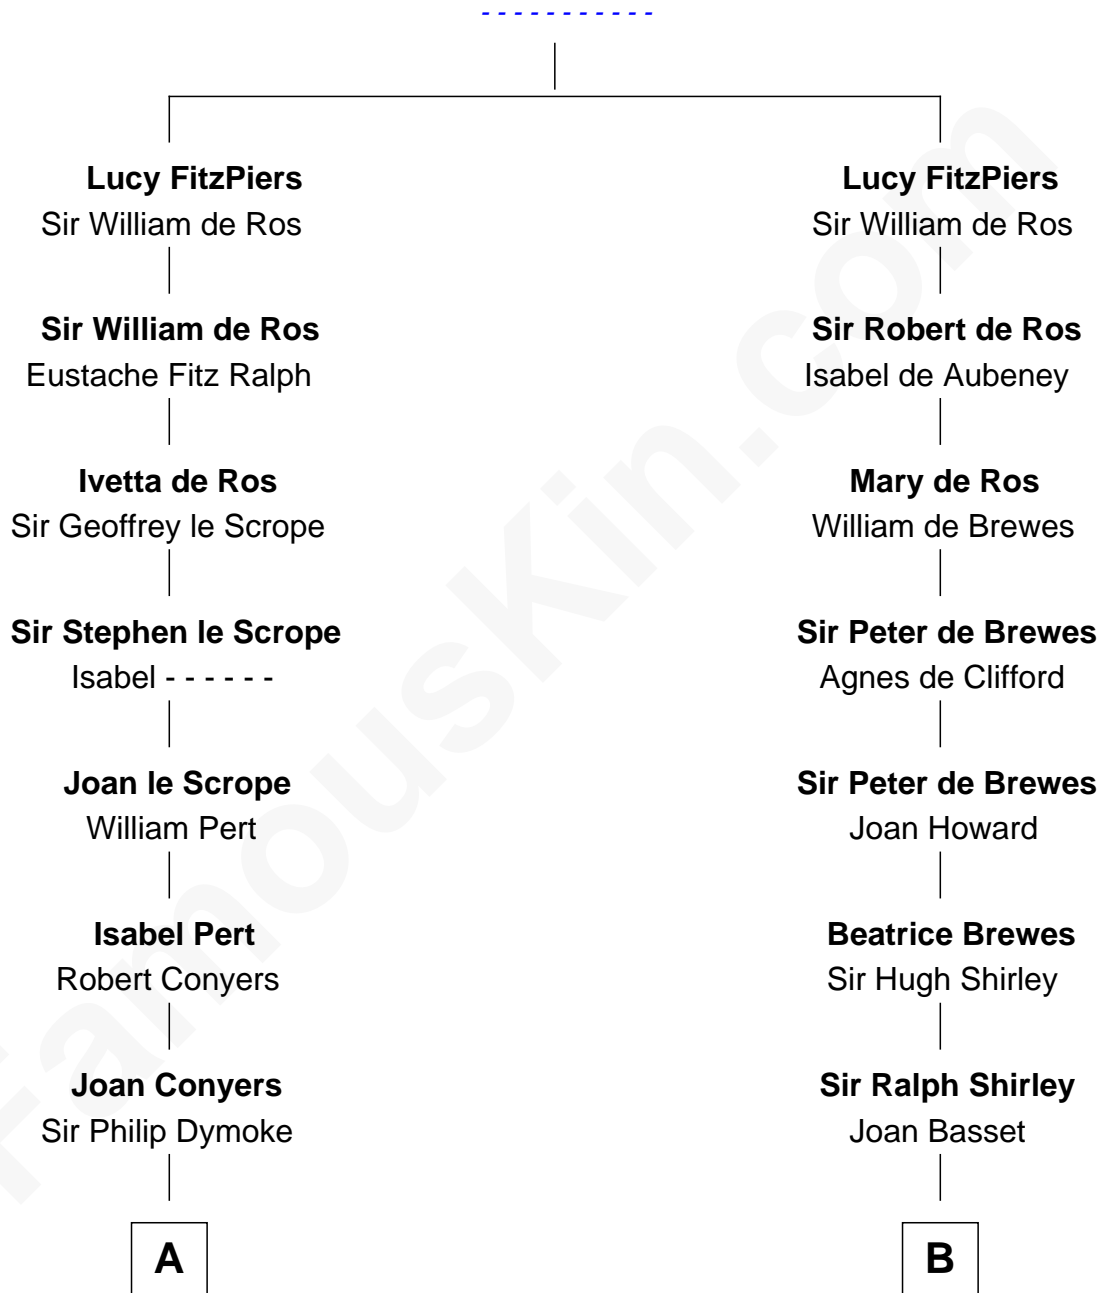 - - - - - - - - - - -
Lucy FitzPiers
Sir William de Ros
Lucy FitzPiers
Sir William de Ros
Sir William de Ros
Eustache Fitz Ralph
Sir Robert de Ros
Isabel de Aubeney
Ivetta de Ros
Sir Geoffrey le Scrope
Mary de Ros
William de Brewes
Sir Stephen le Scrope
Isabel - - - - - -
Sir Peter de Brewes
Agnes de Clifford
Joan le Scrope
William Pert
Sir Peter de Brewes
Joan Howard
Isabel Pert
Robert Conyers
Beatrice Brewes
Sir Hugh Shirley
Joan Conyers
Sir Philip Dymoke
Sir Ralph Shirley
Joan Basset
A
B
FamousKin.com